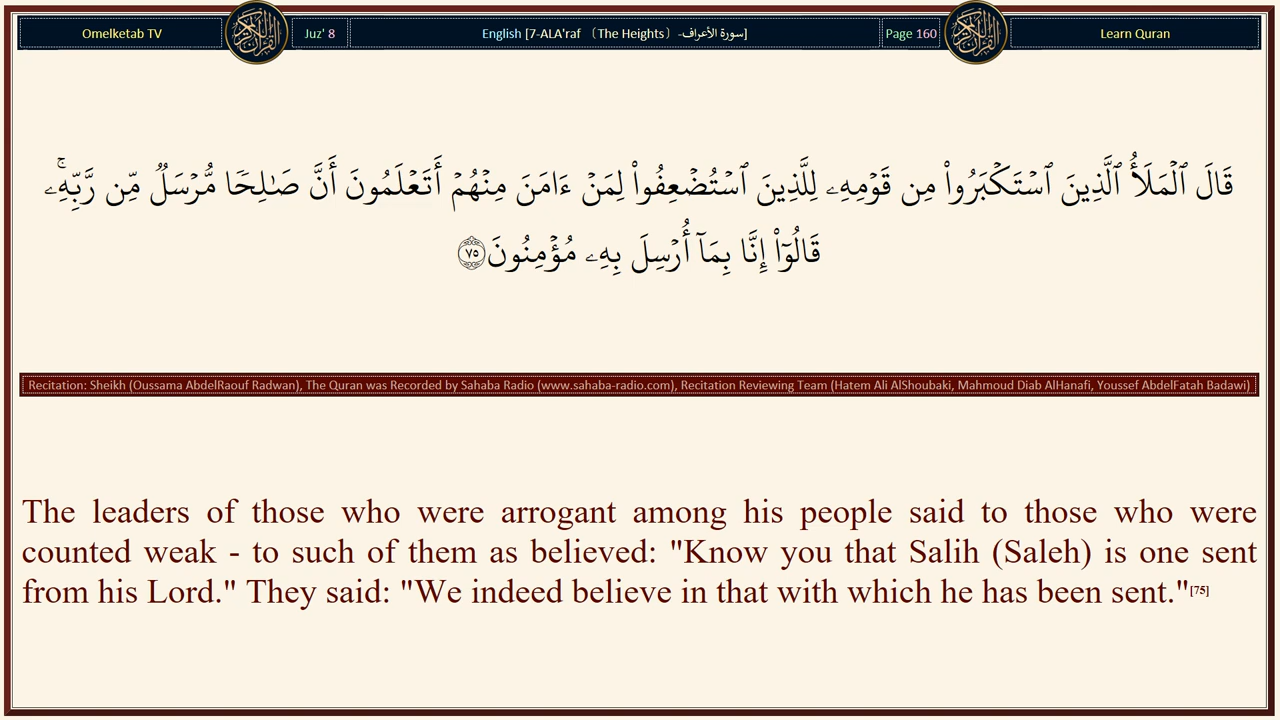 Omelketab TV
Juz' 8
English [7-ALA'raf （The Heights）-سورة الأعراف]
Page 160
Learn Quran
قَالَ ٱلۡمَلَأُ ٱلَّذِينَ ٱسۡتَكۡبَرُواْ مِن قَوۡمِهِۦ لِلَّذِينَ ٱسۡتُضۡعِفُواْ لِمَنۡ ءَامَنَ مِنۡهُمۡ أَتَعۡلَمُونَ أَنَّ صَٰلِحٗا مُّرۡسَلٞ مِّن رَّبِّهِۦۚ
قَالُوٓاْ إِنَّا بِمَآ أُرۡسِلَ بِهِۦ مُؤۡمِنُونَ ٧٥
Recitation: Sheikh (Oussama AbdelRaouf Radwan), The Quran was Recorded by Sahaba Radio (www.sahaba-radio.com), Recitation Reviewing Team (Hatem Ali AlShoubaki, Mahmoud Diab AlHanafi, Youssef AbdelFatah Badawi)
The leaders of those who were arrogant among his people said to those who were
counted weak - to such of them as believed: "Know you that Salih (Saleh) is one sent
from his Lord." They said: "We indeed believe in that with which he has been sent."[75]